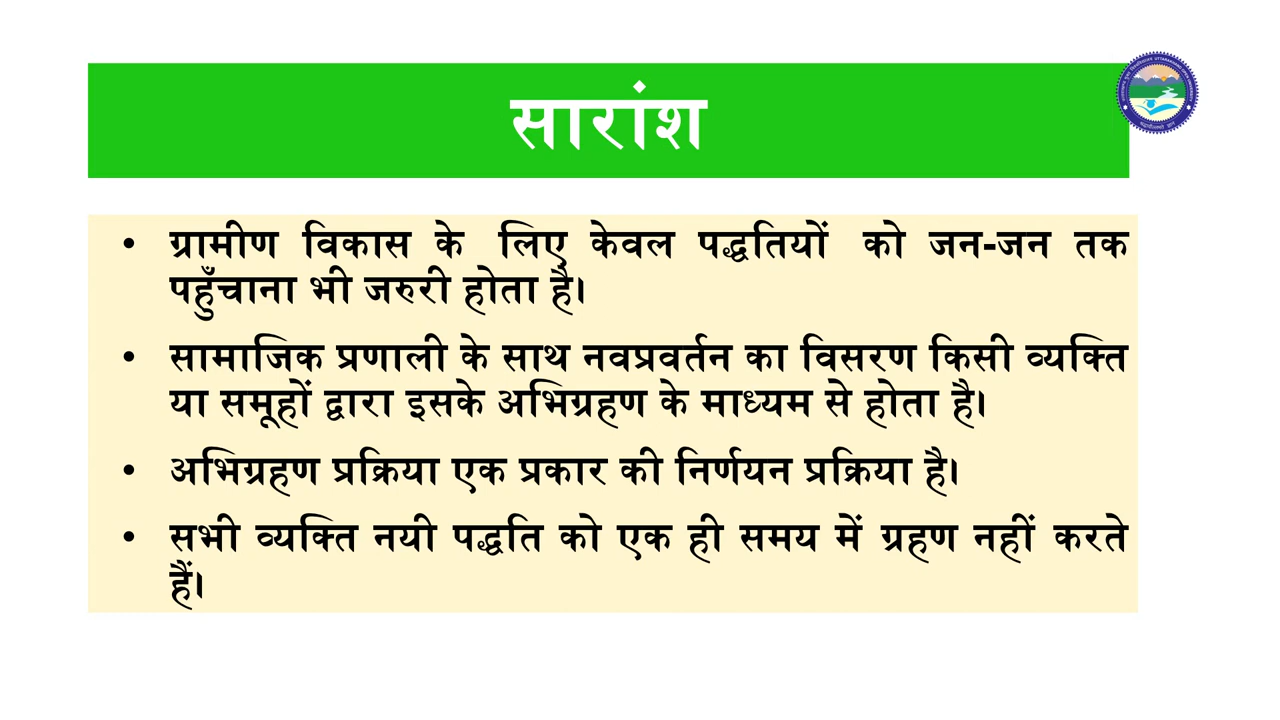 सारांश
• ग्रामीण विकास के लिए केवल पद्धतियों को जन-जन तक
पहुँचाना भी जरुरी होता है।
• सामाजिक प्रणाली के साथ नवप्रवर्तन का विसरण किसी व्यक्ति
या समूहों द्वारा इसके अभिग्रहण के माध्यम से होता है।
• अभिग्रहण प्रक्रिया एक प्रकार की निर्णयन प्रक्रिया है।
• सभी व्यक्ति नयी पद्धति को एक ही समय में ग्रहण नहीं करते
हैं।